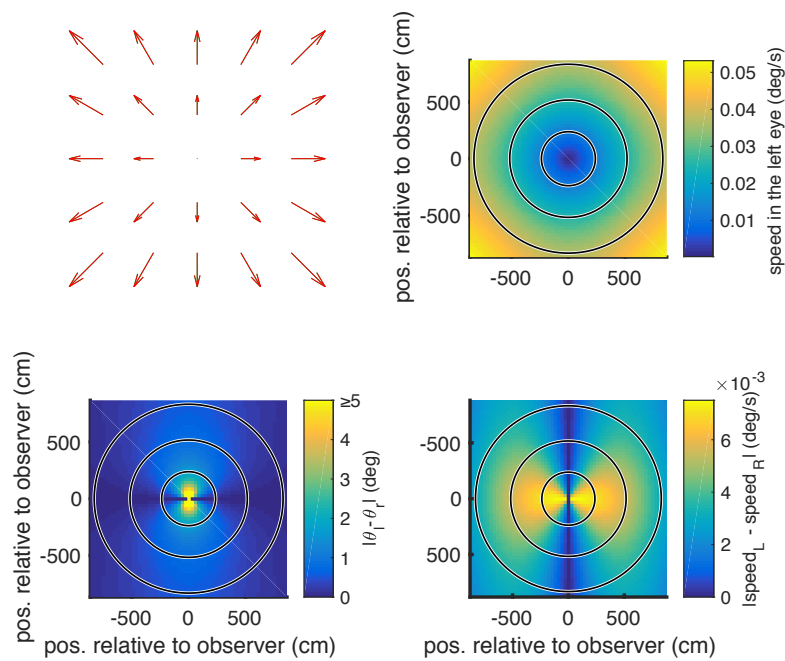 pos. relative to observer (cm)
500
0
-500
-500 0 500
0.05
0.04
0.03
0.02
0.01
speed in the left eye (deg/s)
pos. relative to observer (cm)
500
0
-500
-500 0 500
pos. relative to observer (cm)
≥5
4
3
2
1
0
|θl-θr| (deg)
-500
0
500
-500 0 500
pos. relative to observer (cm)
× 10-3
6
4
2
0
|speedL - speedR| (deg/s)